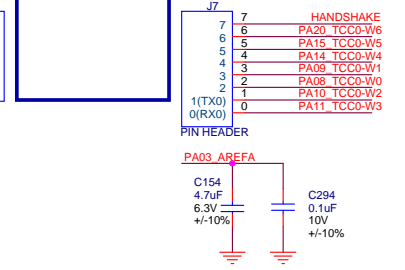 J7
7 7 HANDSHAKE
6 6 PA20_TCC0-W6
5 5 PA15_TCC0-W5
4 4 PA14_TCC0-W4
3 3 PA09_TCC0-W1
2 2 PA08_TCC0-W0
1(TX0) 1 PA10_TCC0-W2
0(RX0) 0 PA11_TCC0-W3
PIN HEADER
PA03_AREFA
C154
4.7uF
6.3V
+/-10%
C294
0.1uF
10V
+/-10%